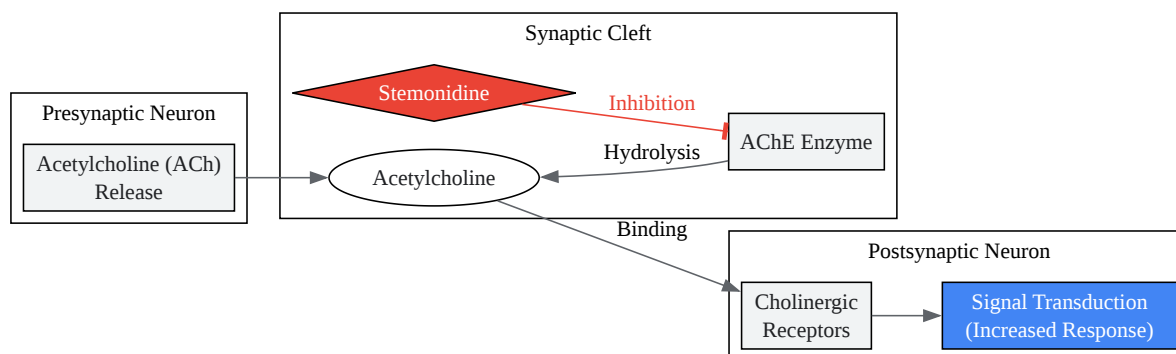 Synaptic Cleft
Stemonidine
Inhibition
AChE Enzyme
Hydrolysis
Acetylcholine
Presynaptic Neuron
Acetylcholine (ACh)
Release
Binding
Postsynaptic Neuron
Cholinergic
Receptors
Signal Transduction
(Increased Response)